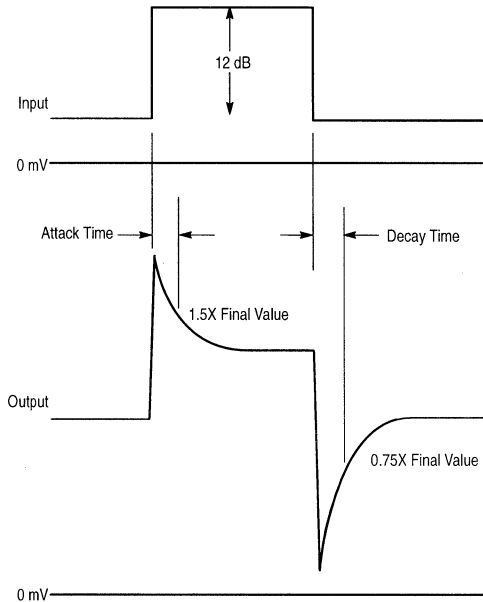 12 dB
Input
0 mV
Attack Time
Decay Time
1.5X Final Value
Output
0.75X Final Value
0 mV